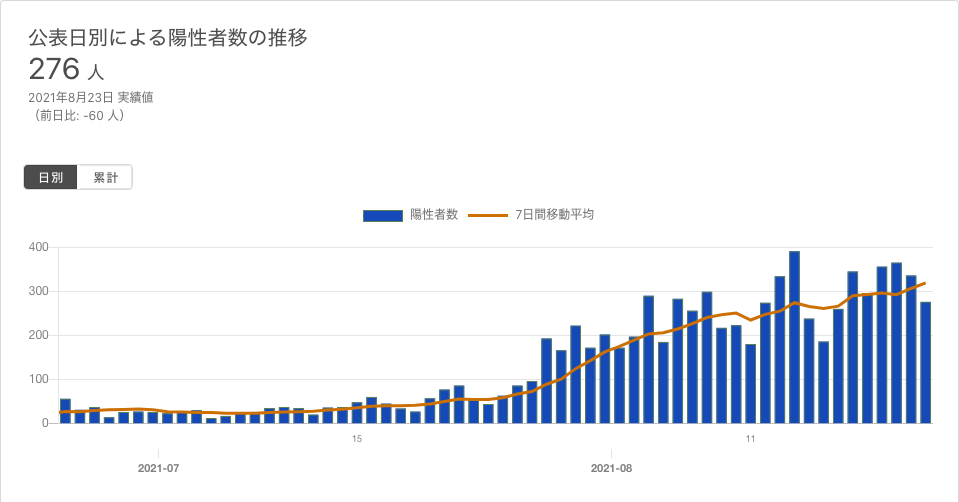 公表日別による陽性者数の推移
276 人
2021年8月23日 実績値
（前日比: -60 人）
日別 累計
陽性者数 7日間移動平均
400
300
200
100
0
15 11
2021-07 2021-08